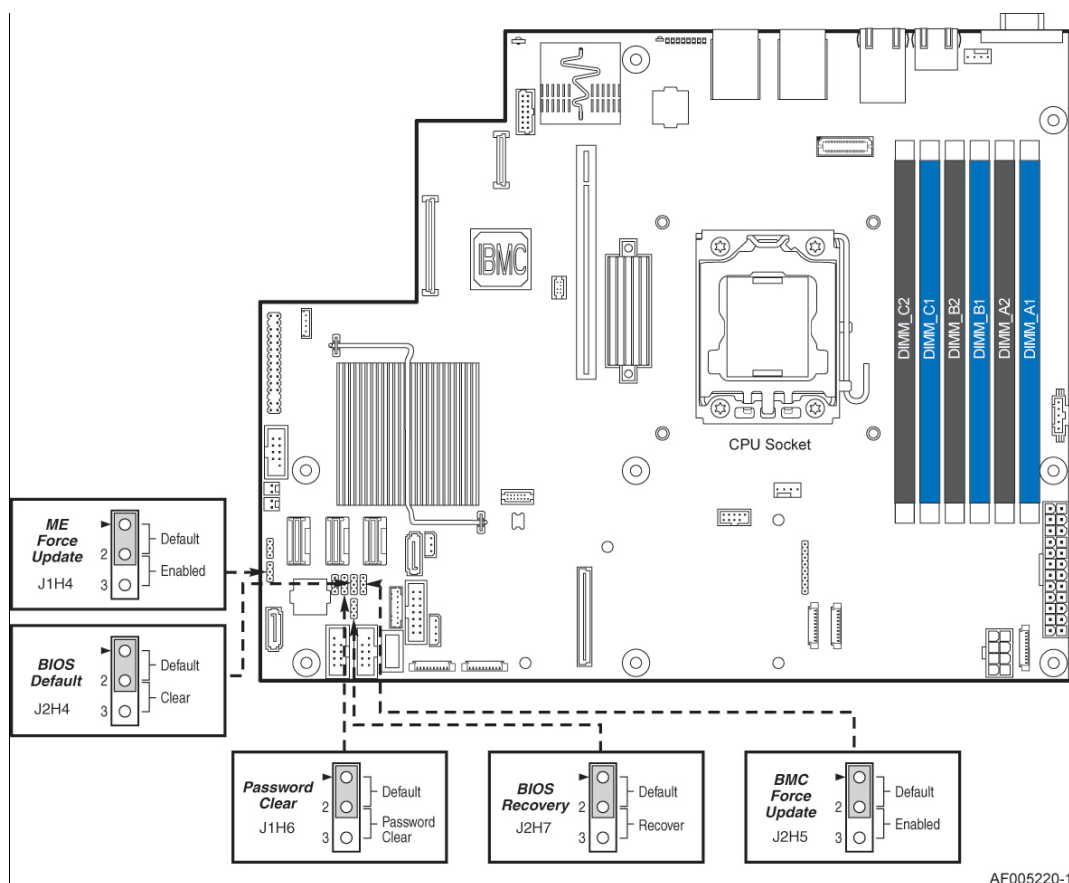 BMC
DIMM_C2
DIMM_C1
DIMM_B2
DIMM_B1
DIMM_A2
DIMM_A1
CPU Socket
ME
Force
Update
J1H4
2
3
Default
Enabled
BIOS
Default
J2H4
2
3
Default
Clear
Password
Clear
J1H6
2
3
Default
Password
Clear
BIOS
Recovery
J2H7
2
3
Default
Recover
BMC
Force
Update
J2H5
2
3
Default
Enabled
AF005220-1